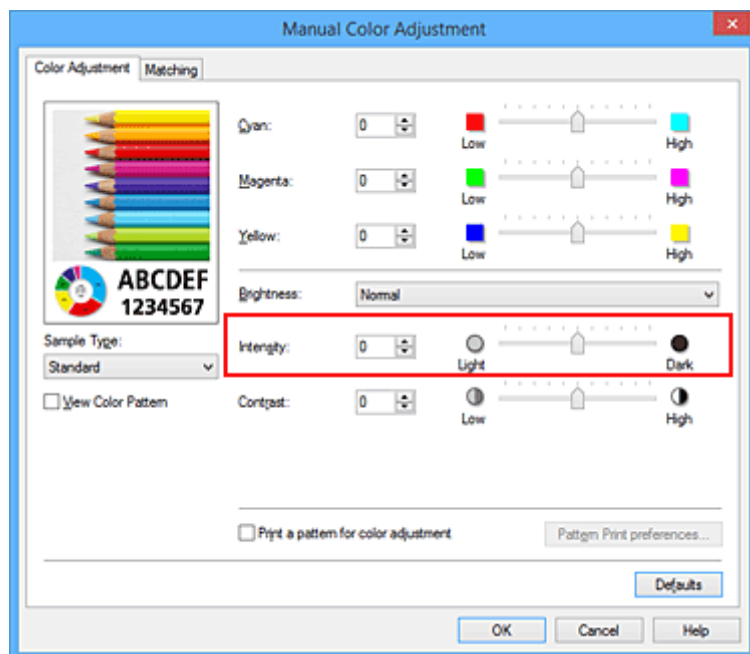 Manual Color Adjustment
Color Adjustment Matching
Cyan: 0 Low High
Magenta: 0 Low High
Yellow: 0 Low High
ABCDEF
1234567
Brightness: Normal
Sample Type:
Standard
Intensity: 0 Light Dark
View Color Pattern
Contrast: 0 Low High
Print a pattern for color adjustment Pattern Print preferences...
Defaults
OK Cancel Help